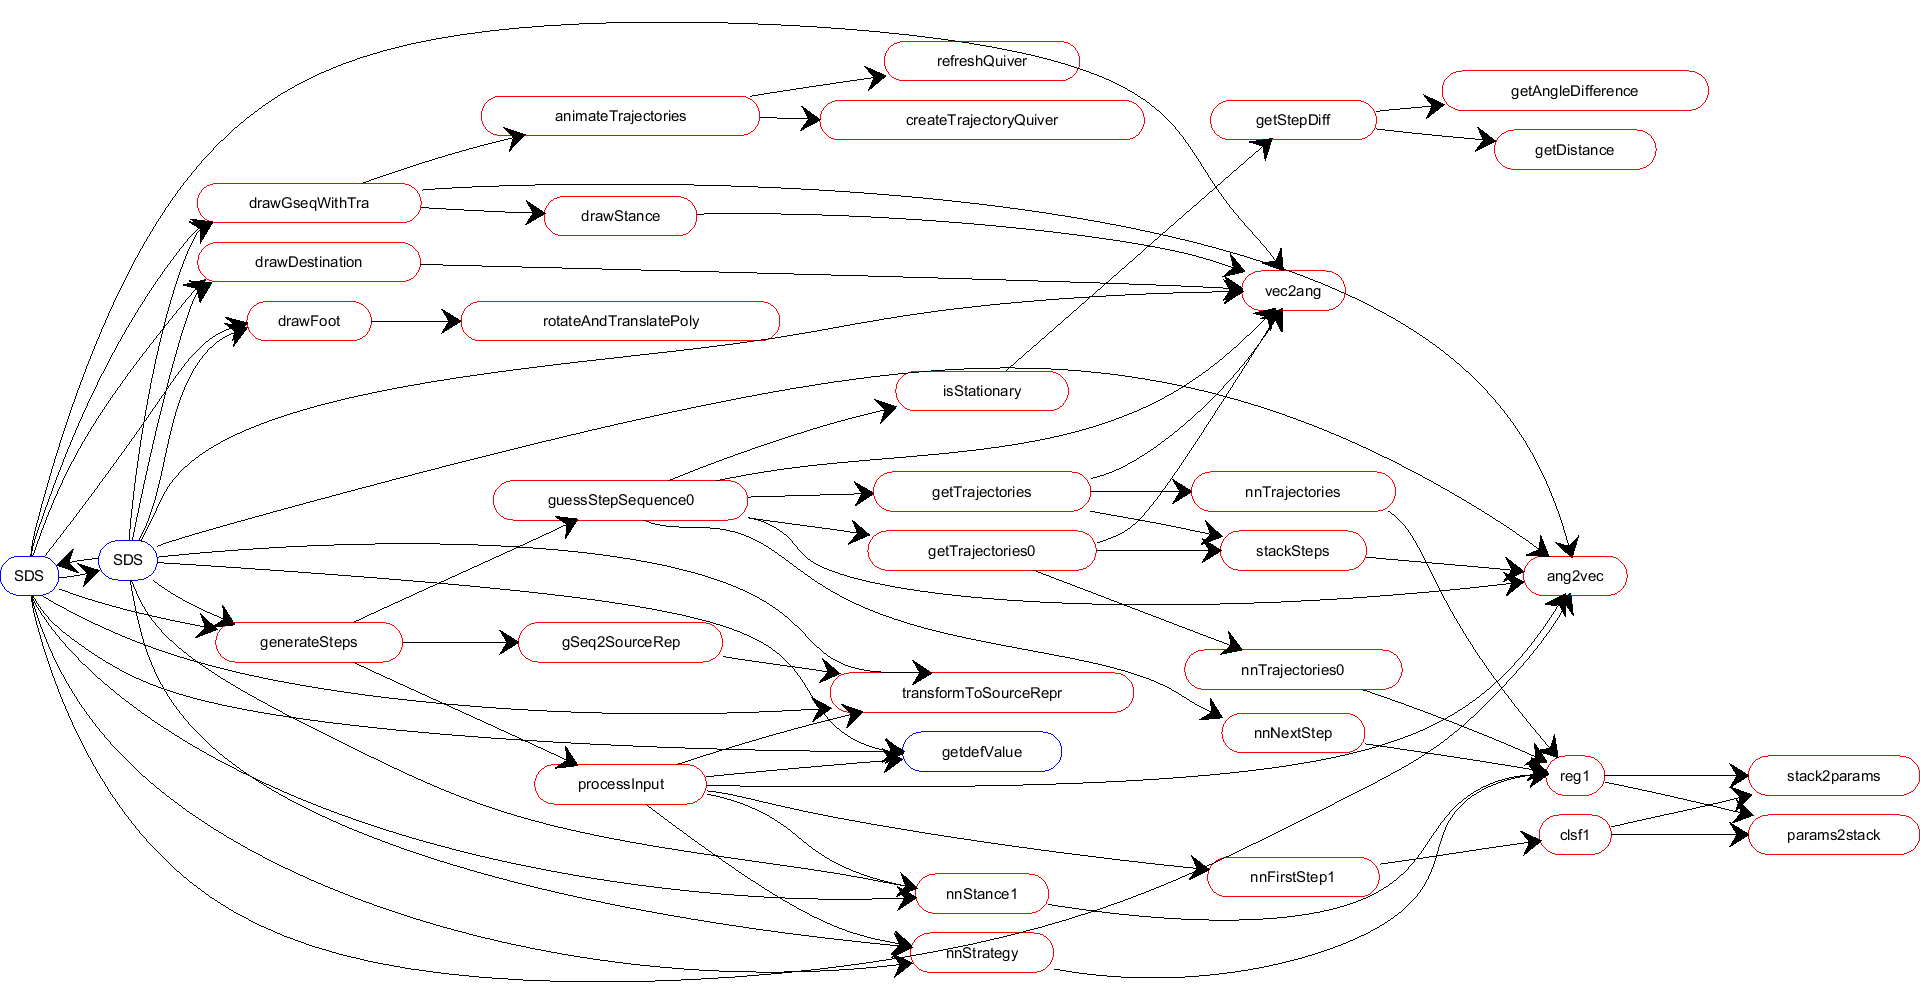 refreshQuiver
getAngleDifference
animateTrajectories
createTrajectoryQuiver
getStepDiff
getDistance
drawGseqWithTra
drawStance
drawDestination
vec2ang
drawFoot
rotateAndTranslatePoly
isStationary
guessStepSequence0
getTrajectories
nnTrajectories
getTrajectories0
stackSteps
SDS
SDS
ang2vec
generateSteps
gSeq2SourceRep
nnTrajectories0
transformToSourceRepr
nnNextStep
getdefValue
processInput
reg1
stack2params
clsf1
params2stack
nnFirstStep1
nnStance1
nnStrategy